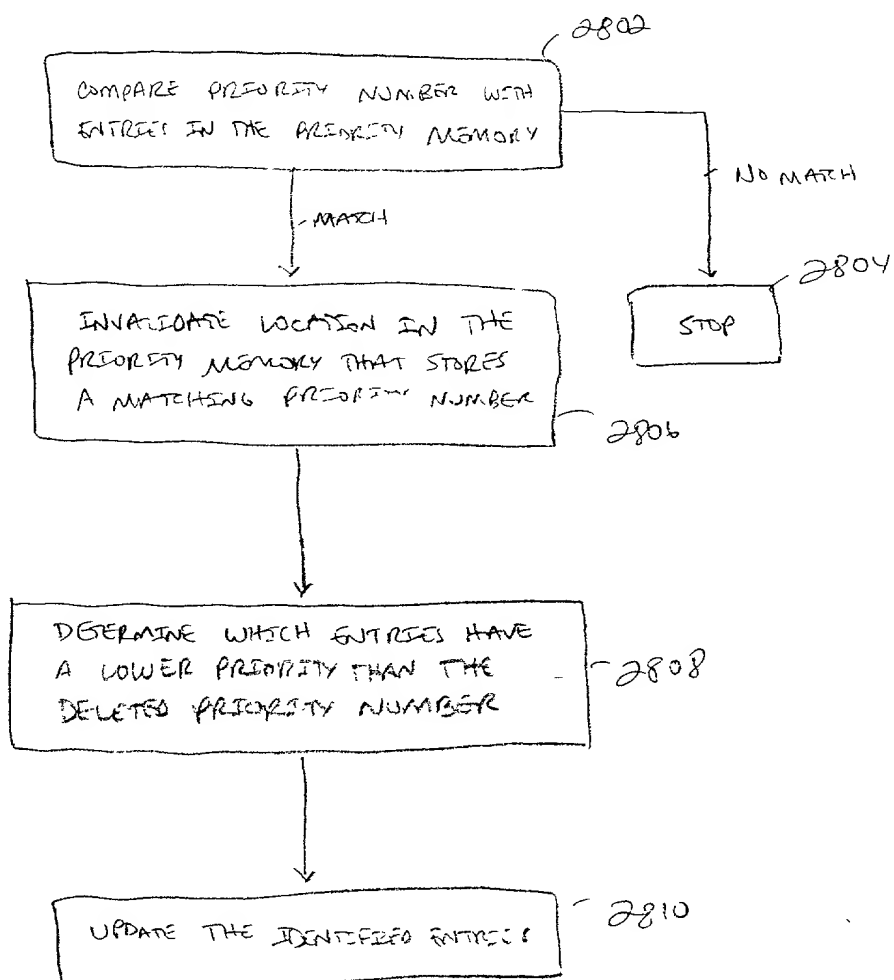 2802
COMPARE PRIORITY NUMBER WITH
ENTRIES IN THE PRIORITY MEMORY
NO MATCH
MATCH
2804
STOP
INVALIDATE LOCATION IN THE
PRIORITY MEMORY THAT STORES
A MATCHING PRIORITY NUMBER
2806
DETERMINE WHICH ENTRIES HAVE
A LOWER PRIORITY THAN THE
DELETED PRIORITY NUMBER
2808
UPDATE THE IDENTIFIED ENTRIES
2810